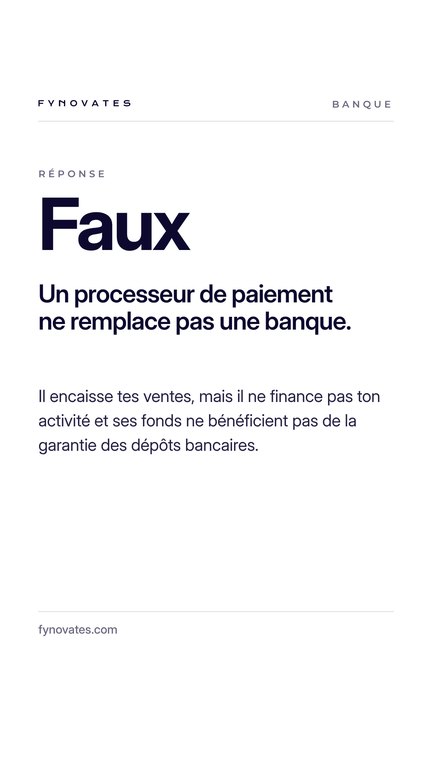 FYNOVATES
BANQUE
RÉPONSE
Faux
Un processeur de paiement
ne remplace pas une banque.
Il encaisse tes ventes, mais il ne finance pas ton
activité et ses fonds ne bénéficient pas de la
garantie des dépôts bancaires.
fynovates.com